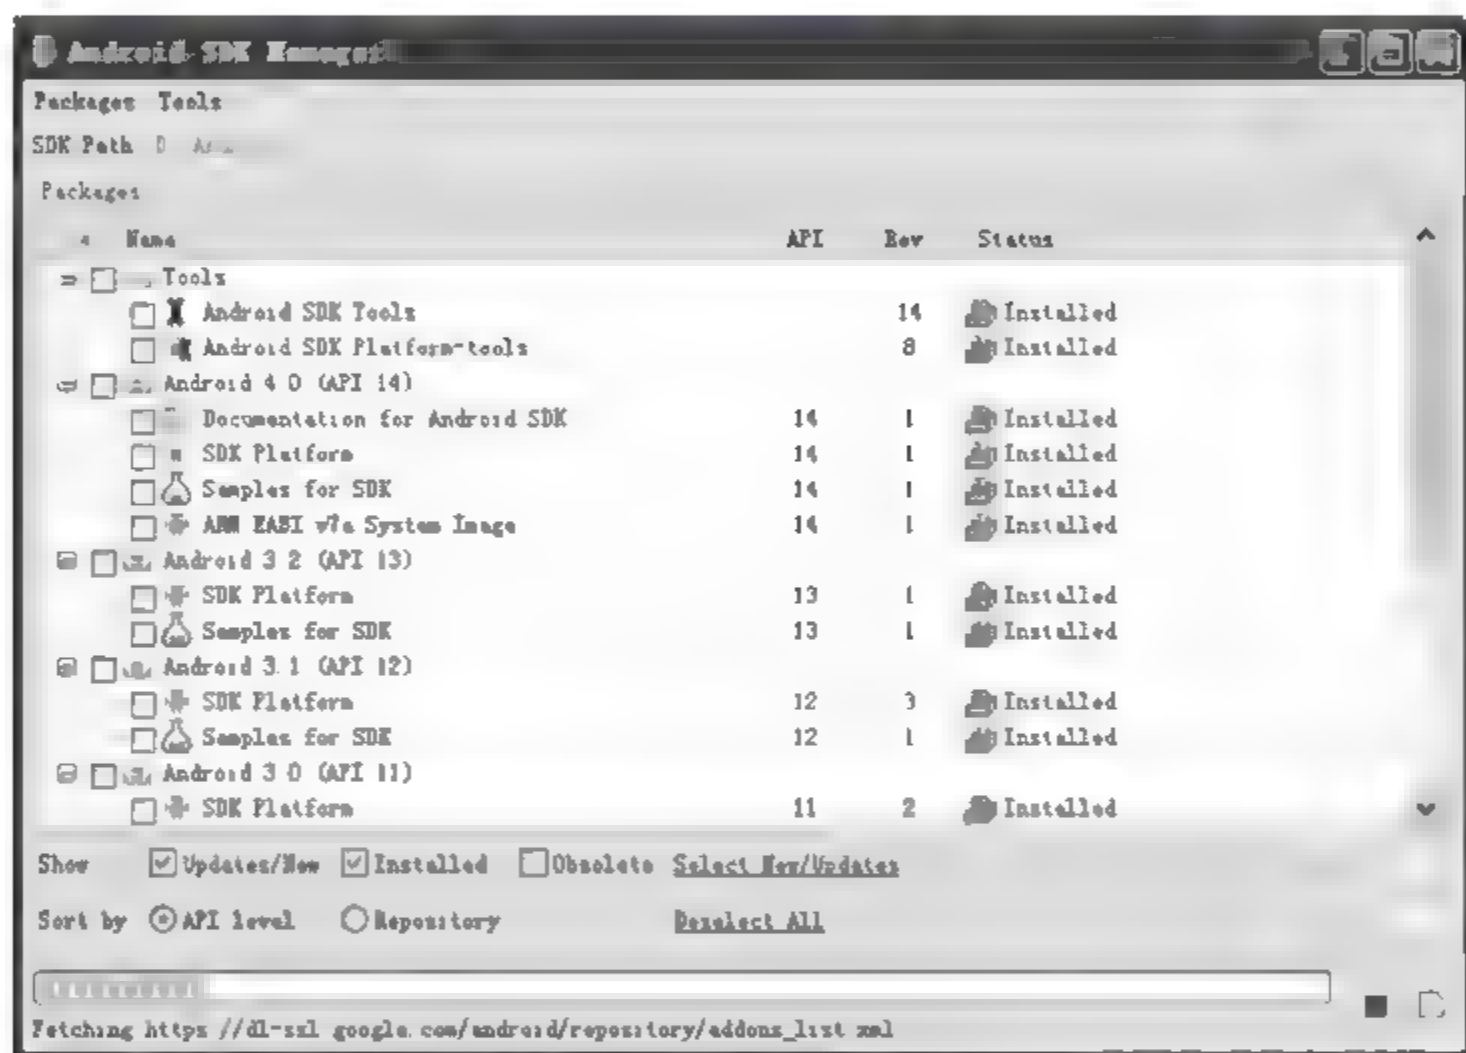 Android SDK Manager
Packages Tools
SDK Path D
Packages
Name API Rev Status
Tools
Android SDK Tools 14 Installed
Android SDK Platform-tools 8 Installed
Android 4.0 (API 14)
Documentation for Android SDK 14 1 Installed
SDK Platform 14 1 Installed
Samples for SDK 14 1 Installed
ARM EABI v7a System Image 14 1 Installed
Android 3.2 (API 13)
SDK Platform 13 1 Installed
Samples for SDK 13 1 Installed
Android 3.1 (API 12)
SDK Platform 12 3 Installed
Samples for SDK 12 1 Installed
Android 3.0 (API 11)
SDK Platform 11 2 Installed
Show Updates/New Installed Obsolete Select New/Updates
Sort by API level Repository Deselect All
Fetching https://dl-ssl.google.com/android/repository/addons_list.xml